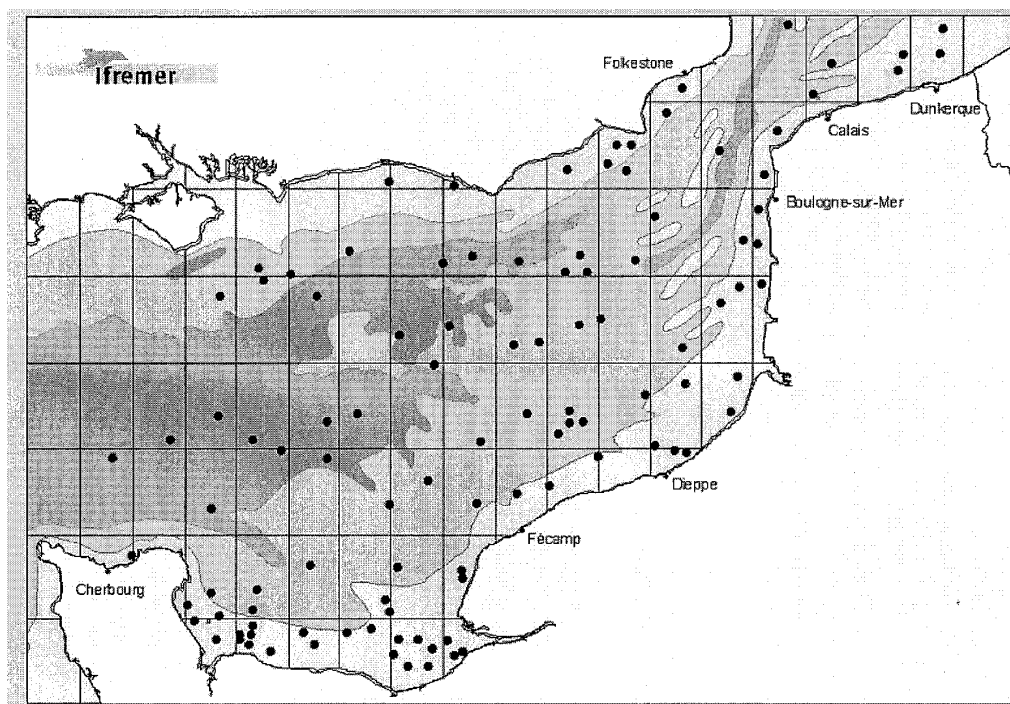 Ifremer
Folkestone
Dunkerque
Calais
Boulogne-sur-Mer
Dieppe
Fécamp
Cherbourg